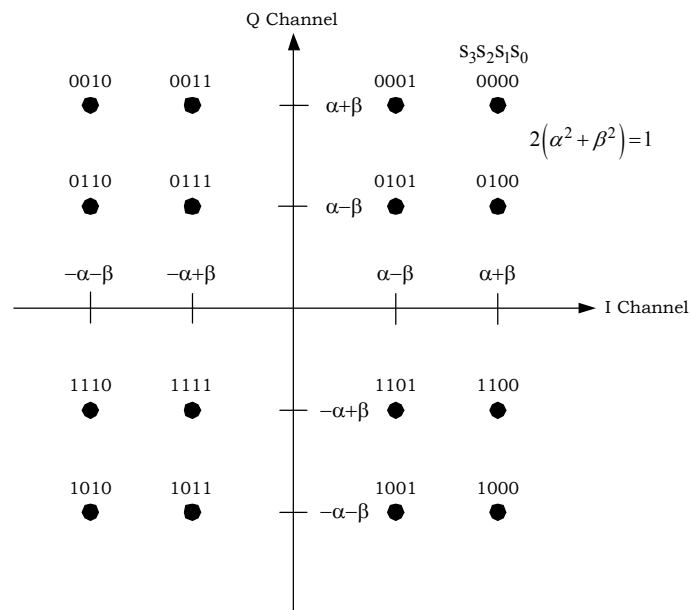 Q Channel
s₃s₂s₁s₀
0010 0011 0001 0000
α+β
2(α²+β²)=1
0110 0111 0101 0100
α−β
−α−β −α+β α−β α+β
I Channel
1110 1111 1101 1100
−α+β
1010 1011 1001 1000
−α−β